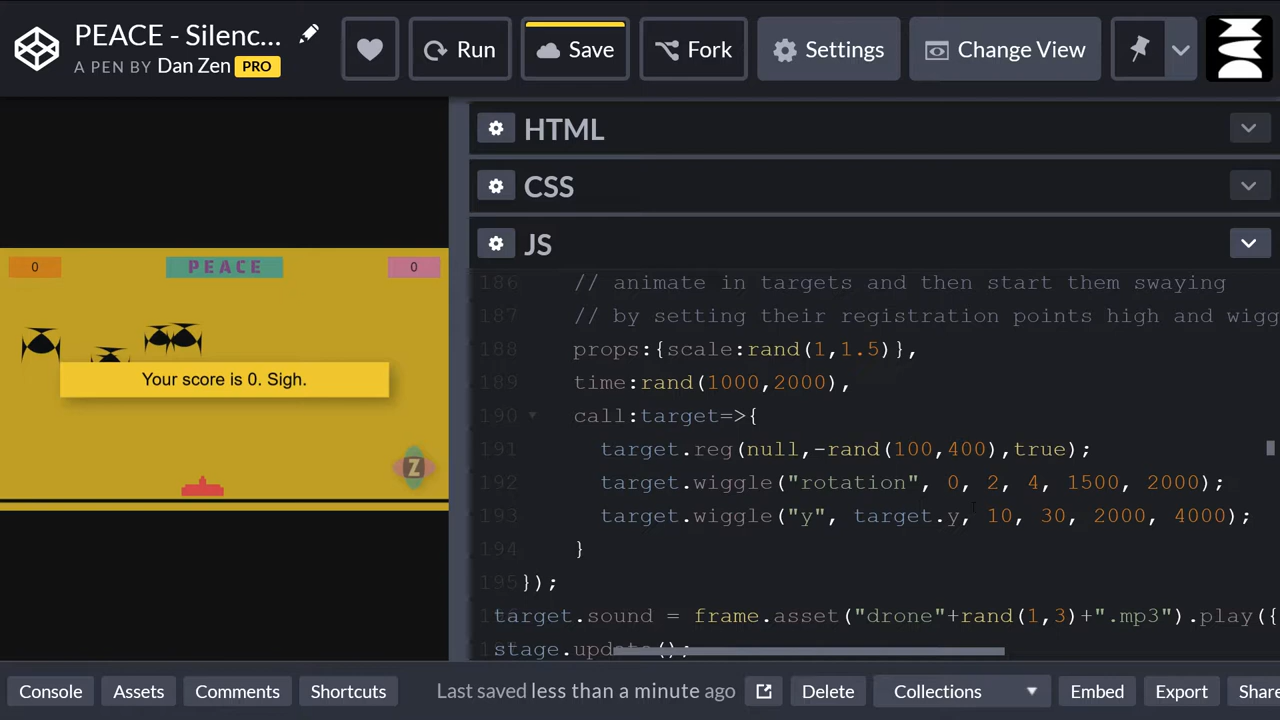 PEACE - Silenc...
A PEN BY Dan Zen PRO
Run
Save
Fork
Settings
Change View
0
PEACE
0
Your score is 0. Sigh.
Z
HTML
CSS
JS
186 // animate in targets and then start them swaying
187 // by setting their registration points high and wigg
188 props:{scale:rand(1,1.5)},
189 time:rand(1000,2000),
190 call:target=>{
191 target.reg(null,-rand(100,400),true);
192 target.wiggle("rotation", 0, 2, 4, 1500, 2000);
193 target.wiggle("y", target.y, 10, 30, 2000, 4000);
194 }
195 });
target.sound = frame.asset("drone"+rand(1,3)+".mp3").play({
stage.update();
Console
Assets
Comments
Shortcuts
Last saved less than a minute ago
Delete
Collections
Embed
Export
Share